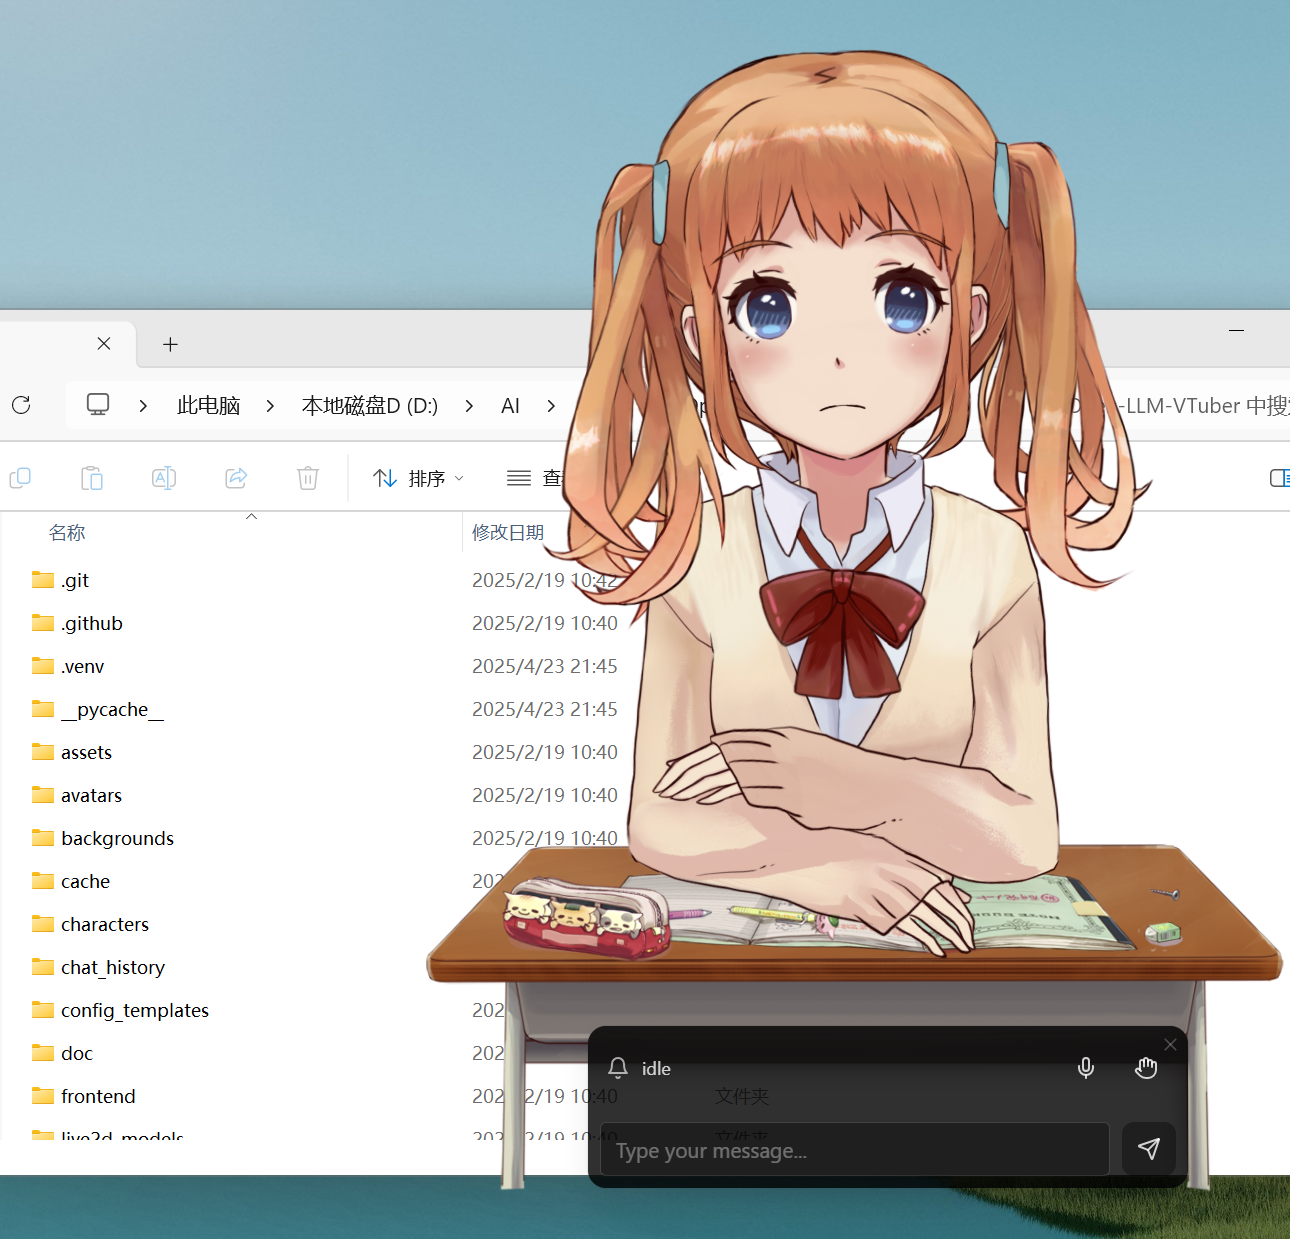 此电脑 本地磁盘D (D:) AI
-LLM-VTuber 中搜
排序
名称 修改日期
.git 2025/2/19 10:42
.github 2025/2/19 10:40
.venv 2025/4/23 21:45
__pycache__ 2025/4/23 21:45
assets 2025/2/19 10:40
avatars 2025/2/19 10:40
backgrounds 2025/2/19 10:40
cache 202
characters
chat_history
config_templates 202
doc 202
idle
frontend 202 2/19 10:40 文件夹
live2d_models 202 2/19 10:40 文件夹
Type your message...